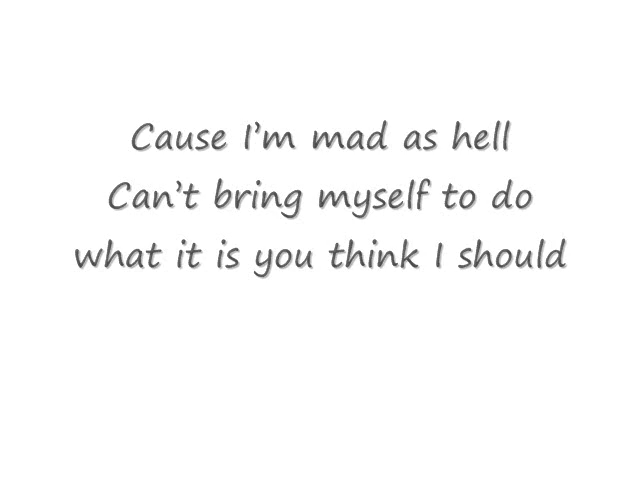 Cause I’m mad as hell
Can’t bring myself to do
what it is you think I should